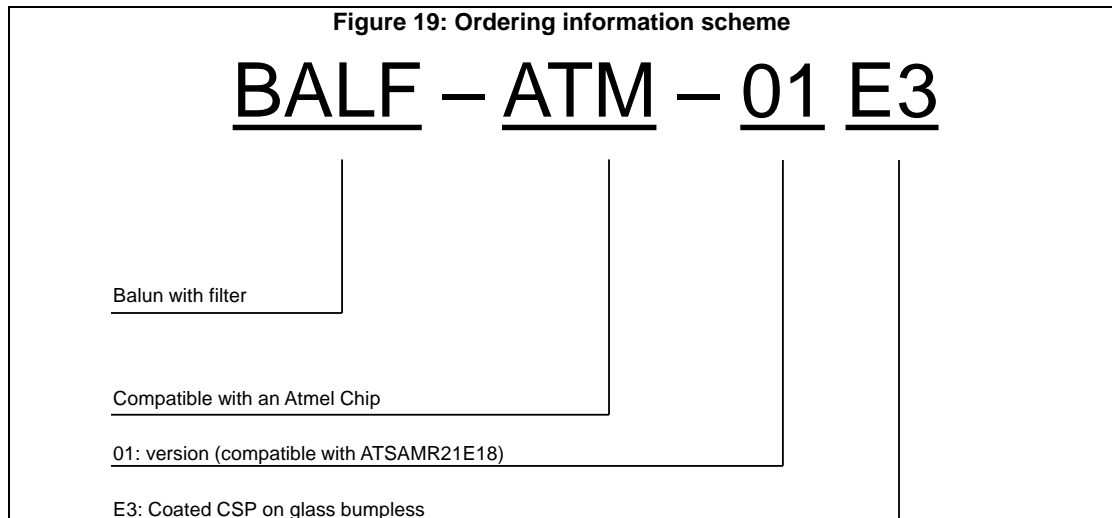 Figure 19: Ordering information scheme
BALF – ATM – 01 E3
Balun with filter
Compatible with an Atmel Chip
01: version (compatible with ATSAMR21E18)
E3: Coated CSP on glass bumpless